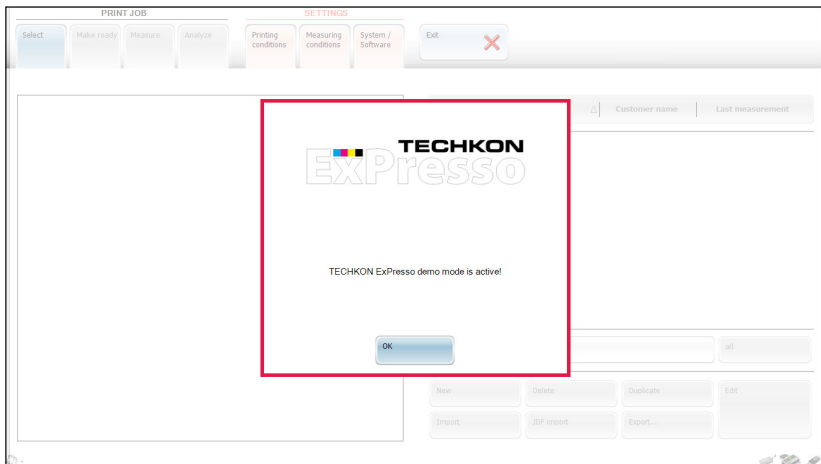 PRINT JOB
SETTINGS
Select
Make ready
Measure
Analyze
Printing
conditions
Measuring
conditions
System /
Software
Exit
Customer name
Last measurement
TECHKON
ExPresso
TECHKON ExPresso demo mode is active!
OK
all
New
Delete
Duplicate
Edit
Import
JDF import
Export...